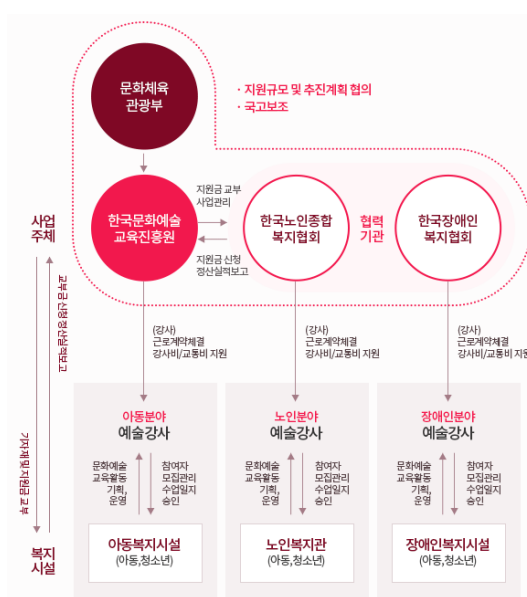 문화체육
관광부
· 지원규모 및 추진계획 협의
· 국고보조
사업
주체
한국문화예술
교육진흥원
지원금 교부
사업관리
지원금 신청
정산실적보고
한국노인종합
복지협회
협력
기관
한국장애인
복지협회
교부금 신청 정산실적보고
기자재 및 지원금 교부
(강사)
근로계약체결
강사비/교통비 지원
(강사)
근로계약체결
강사비/교통비 지원
(강사)
근로계약체결
강사비/교통비 지원
아동분야
예술강사
문화예술
교육활동
기획,
운영
참여자
모집관리
수업일지
승인
아동복지시설
(아동,청소년)
노인분야
예술강사
문화예술
교육활동
기획,
운영
참여자
모집관리
수업일지
승인
노인복지관
(아동,청소년)
장애인분야
예술강사
문화예술
교육활동
기획,
운영
참여자
모집관리
수업일지
승인
장애인복지시설
(아동,청소년)
복지
시설